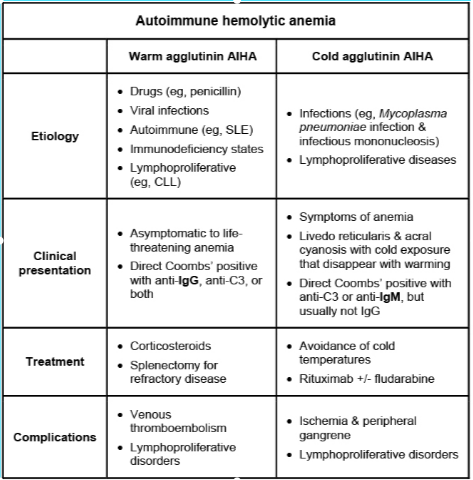 Autoimmune hemolytic anemia
Warm agglutinin AIHA
Cold agglutinin AIHA
Etiology
• Drugs (eg, penicillin)
• Viral infections
• Autoimmune (eg, SLE)
• Immunodeficiency states
• Lymphoproliferative
(eg, CLL)
• Infections (eg, Mycoplasma
pneumoniae infection &
infectious mononucleosis)
• Lymphoproliferative diseases
Clinical
presentation
• Asymptomatic to life-
threatening anemia
• Direct Coombs' positive
with anti-IgG, anti-C3, or
both
• Symptoms of anemia
• Livedo reticularis & acral
cyanosis with cold exposure
that disappear with warming
• Direct Coombs' positive with
anti-C3 or anti-IgM, but
usually not IgG
Treatment
• Corticosteroids
• Splenectomy for
refractory disease
• Avoidance of cold
temperatures
• Rituximab +/- fludarabine
Complications
• Venous
thromboembolism
• Lymphoproliferative
disorders
• Ischemia & peripheral
gangrene
• Lymphoproliferative disorders